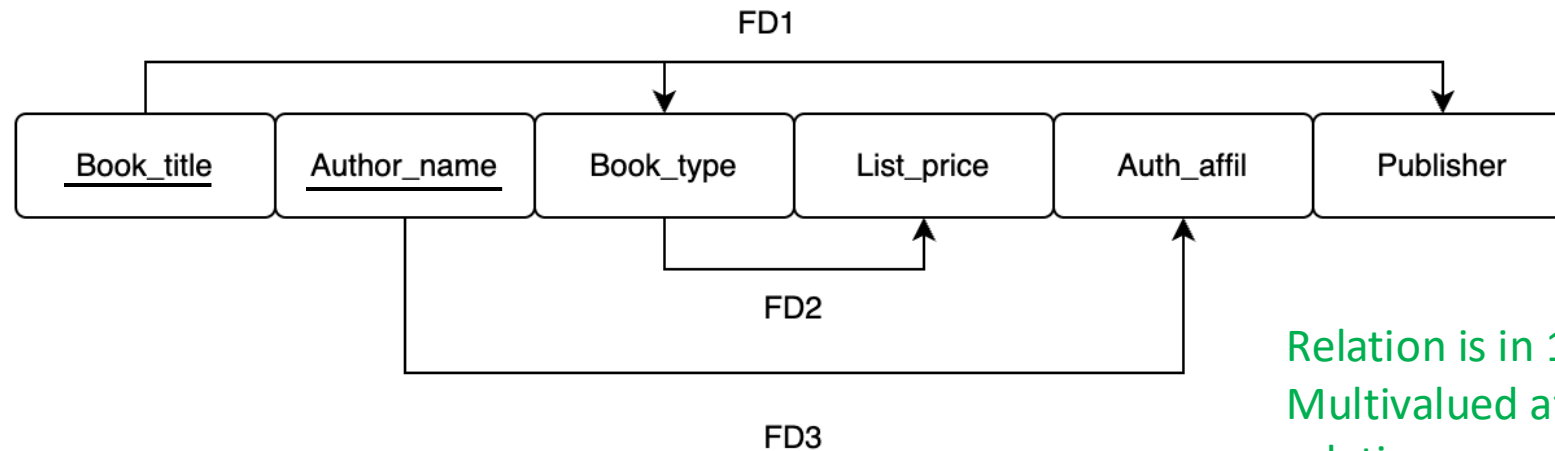 FD1
Book_title Author_name Book_type List_price Auth_affil Publisher
FD2
Relation is in
Multivalued
FD3